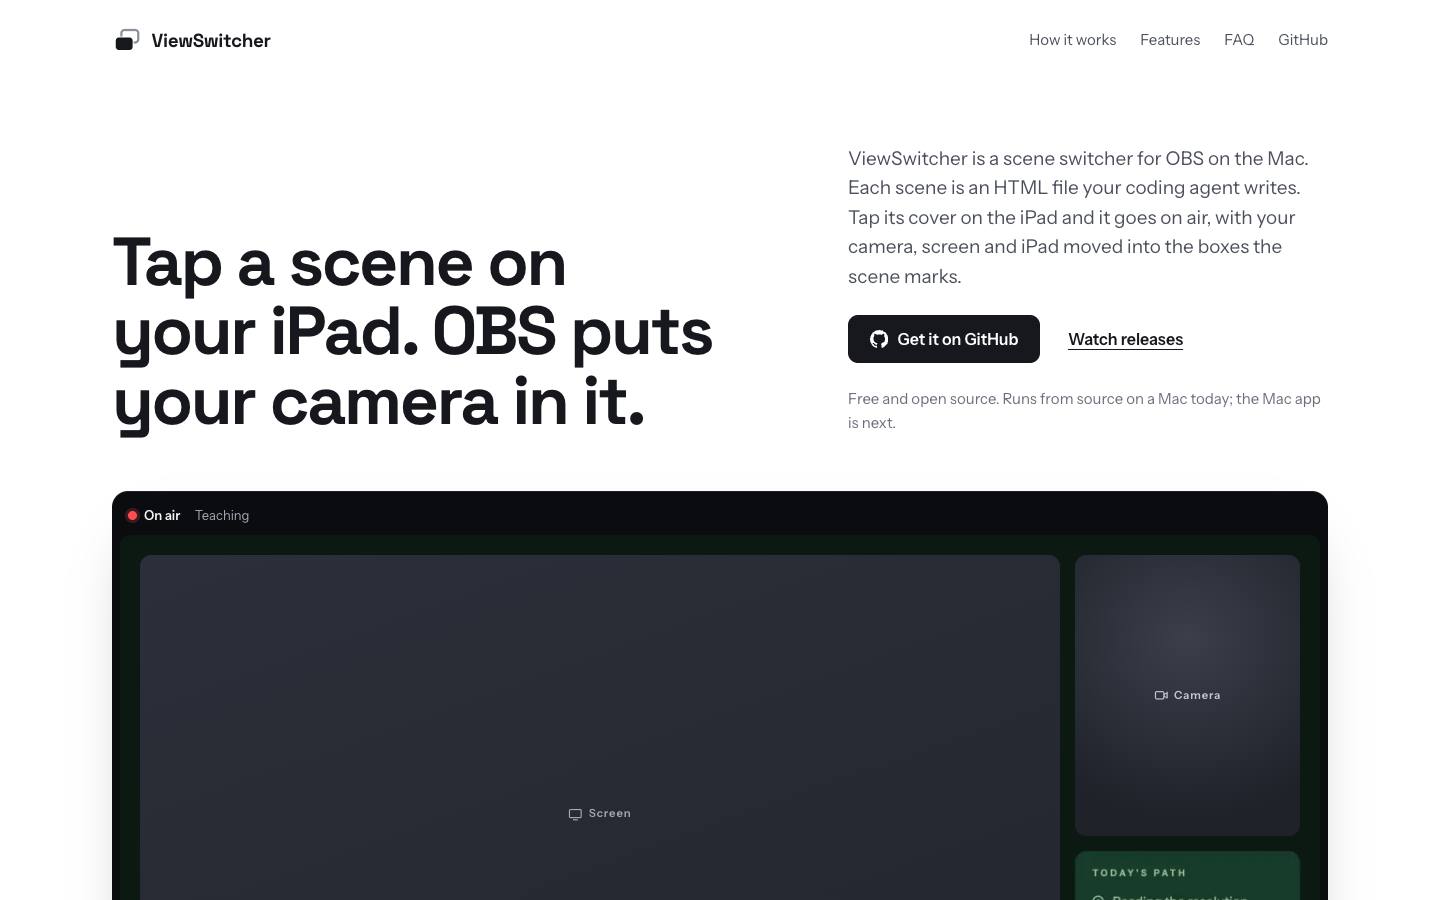 ViewSwitcher
How it works
Features
FAQ
GitHub
Tap a scene on
your iPad. OBS puts
your camera in it.
ViewSwitcher is a scene switcher for OBS on the Mac.
Each scene is an HTML file your coding agent writes.
Tap its cover on the iPad and it goes on air, with your
camera, screen and iPad moved into the boxes the
scene marks.
Get it on GitHub
Watch releases
Free and open source. Runs from source on a Mac today; the Mac app
is next.
On air
Teaching
Screen
Camera
TODAY'S PATH